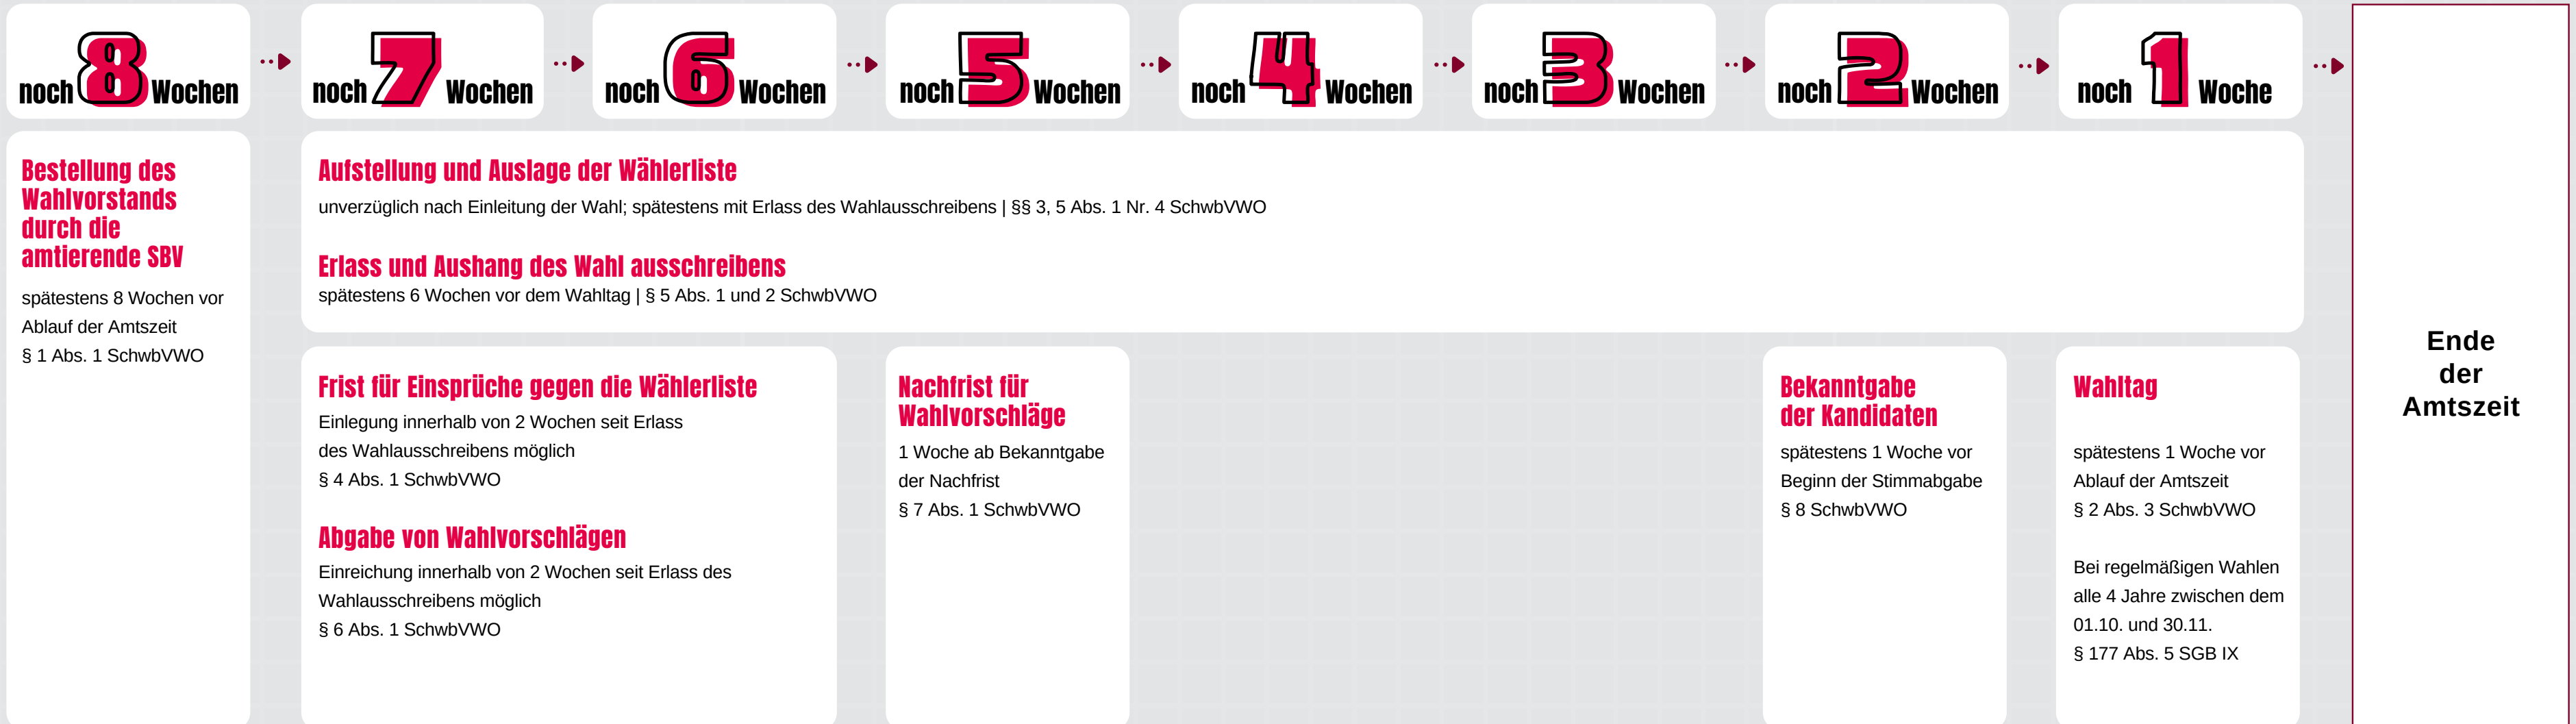 noch 8 Wochen
noch 7 Wochen
noch 6 Wochen
noch 5 Wochen
noch 4 Wochen
noch 3 Wochen
noch 2 Wochen
noch 1 Woche
Bestellung des
Wahlvorstands
durch die
amtierende SBV
spätestens 8 Wochen vor
Ablauf der Amtszeit
§ 1 Abs. 1 SchwbVWO
Aufstellung und Auslage der Wählerliste
unverzüglich nach Einleitung der Wahl; spätestens mit Erlass des Wahlausschreibens | §§ 3, 5 Abs. 1 Nr. 4 SchwbVWO
Erlass und Aushang des Wahl ausschreibens
spätestens 6 Wochen vor dem Wahltag | § 5 Abs. 1 und 2 SchwbVWO
Frist für Einsprüche gegen die Wählerliste
Einlegung innerhalb von 2 Wochen seit Erlass
des Wahlausschreibens möglich
§ 4 Abs. 1 SchwbVWO
Abgabe von Wahlvorschlägen
Einreichung innerhalb von 2 Wochen seit Erlass des
Wahlausschreibens möglich
§ 6 Abs. 1 SchwbVWO
Nachfrist für
Wahlvorschläge
1 Woche ab Bekanntgabe
der Nachfrist
§ 7 Abs. 1 SchwbVWO
Bekanntgabe
der Kandidaten
spätestens 1 Woche vor
Beginn der Stimmabgabe
§ 8 SchwbVWO
Wahltag
spätestens 1 Woche vor
Ablauf der Amtszeit
§ 2 Abs. 3 SchwbVWO
Bei regelmäßigen Wahlen
alle 4 Jahre zwischen dem
01.10. und 30.11.
§ 177 Abs. 5 SGB IX
Ende
der
Amtszeit